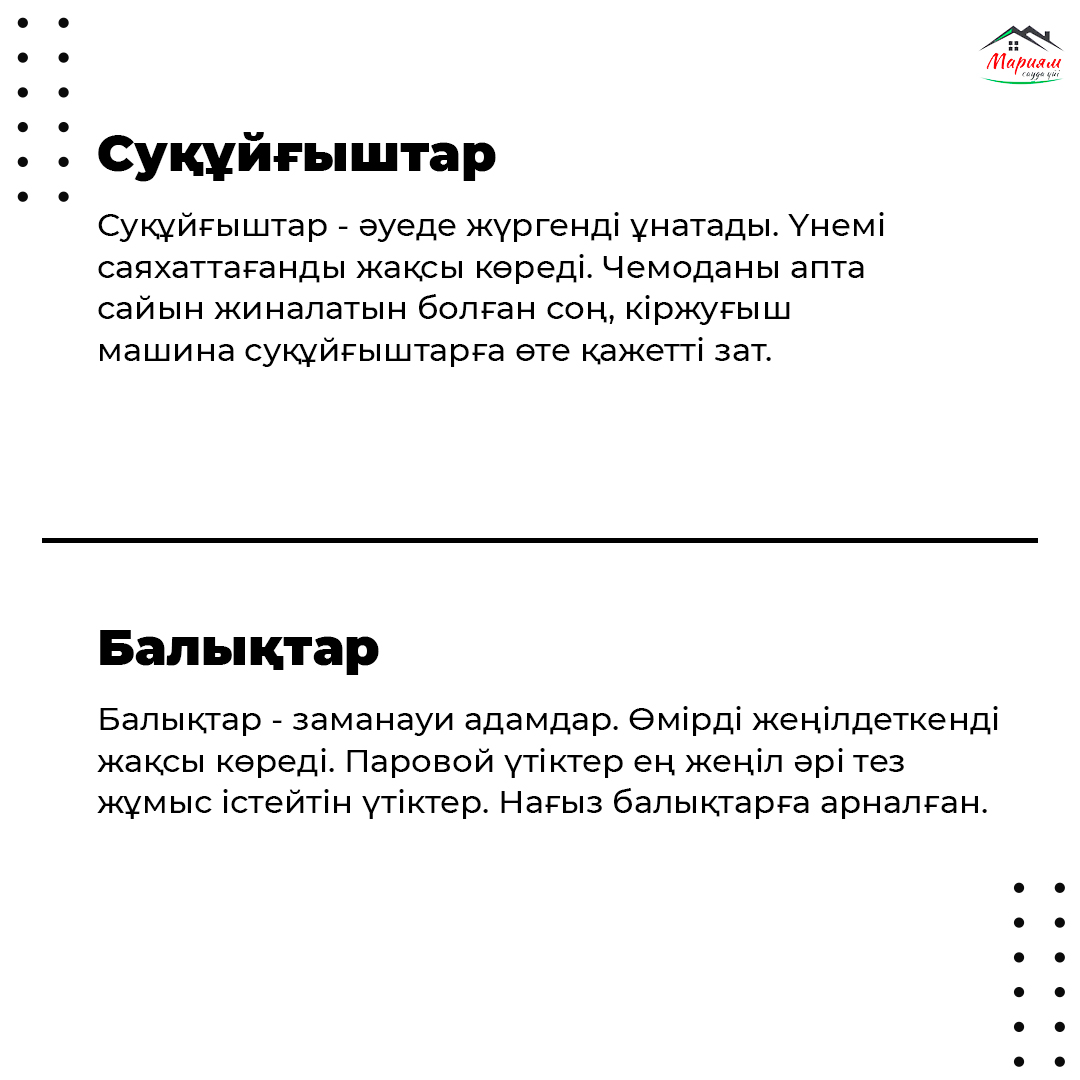 Мариям
сауда үйі
Суқұйғыштар
Суқұйғыштар - әуеде жүргенді ұнатады. Үнемі
саяхаттағанды жақсы көреді. Чемоданы апта
сайын жиналатын болған соң, кіржуғыш
машина суқұйғыштарға өте қажетті зат.
Балықтар
Балықтар - заманауи адамдар. Өмірді жеңілдеткенді
жақсы көреді. Паровой үтіктер ең жеңіл әрі тез
жұмыс істейтін үтіктер. Нағыз балықтарға арналған.